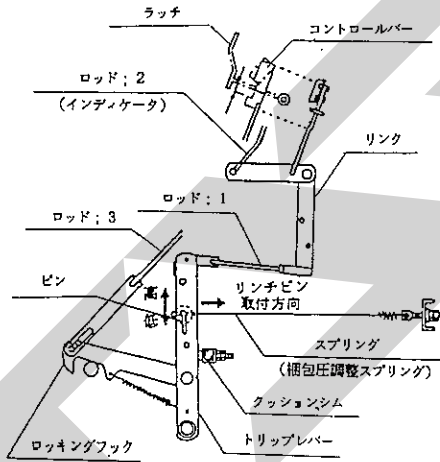 ラッチ
コントロールバー
ロッド; 2
(インディケータ)
リンク
ロッド; 1
ロッド; 3
ピン
高
低
リンチピン
取付方向
スプリング
(梱包圧調整スプリング)
クッションシム
トリップレバー
ロッキングフック